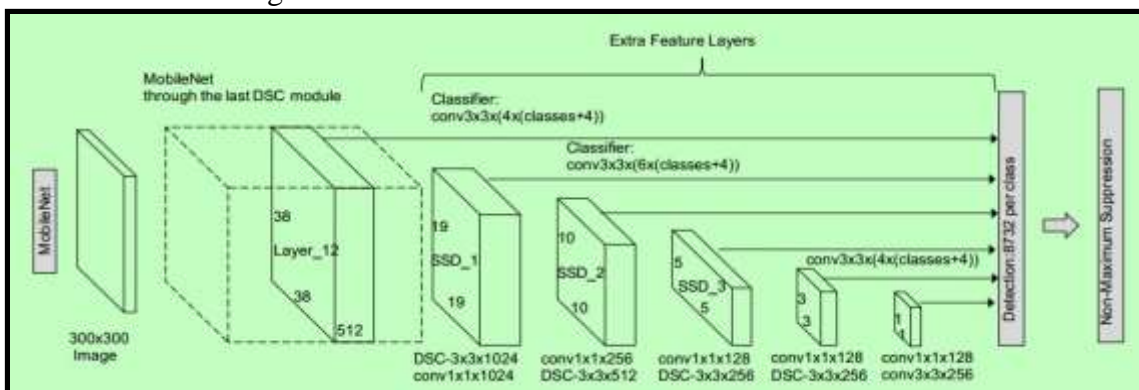 Extra Feature Layers
MobileNet
through the last DSC module
Classifier:
conv3x3x(4x(classes+4))
Classifier:
conv3x3x(6x(classes+4))
MobileNet
38
Layer_12
38
512
19
SSD_1
19
10
SSD_2
10
5
SSD_3
5
conv3x3x(4x(classes+4))
3
3
1
1
Detection:8732 per class
Non-Maximum Suppression
300x300
Image
DSC-3x3x1024
conv1x1x1024
conv1x1x256
DSC-3x3x512
conv1x1x128
DSC-3x3x256
conv1x1x128
DSC-3x3x256
conv1x1x128
conv3x3x256